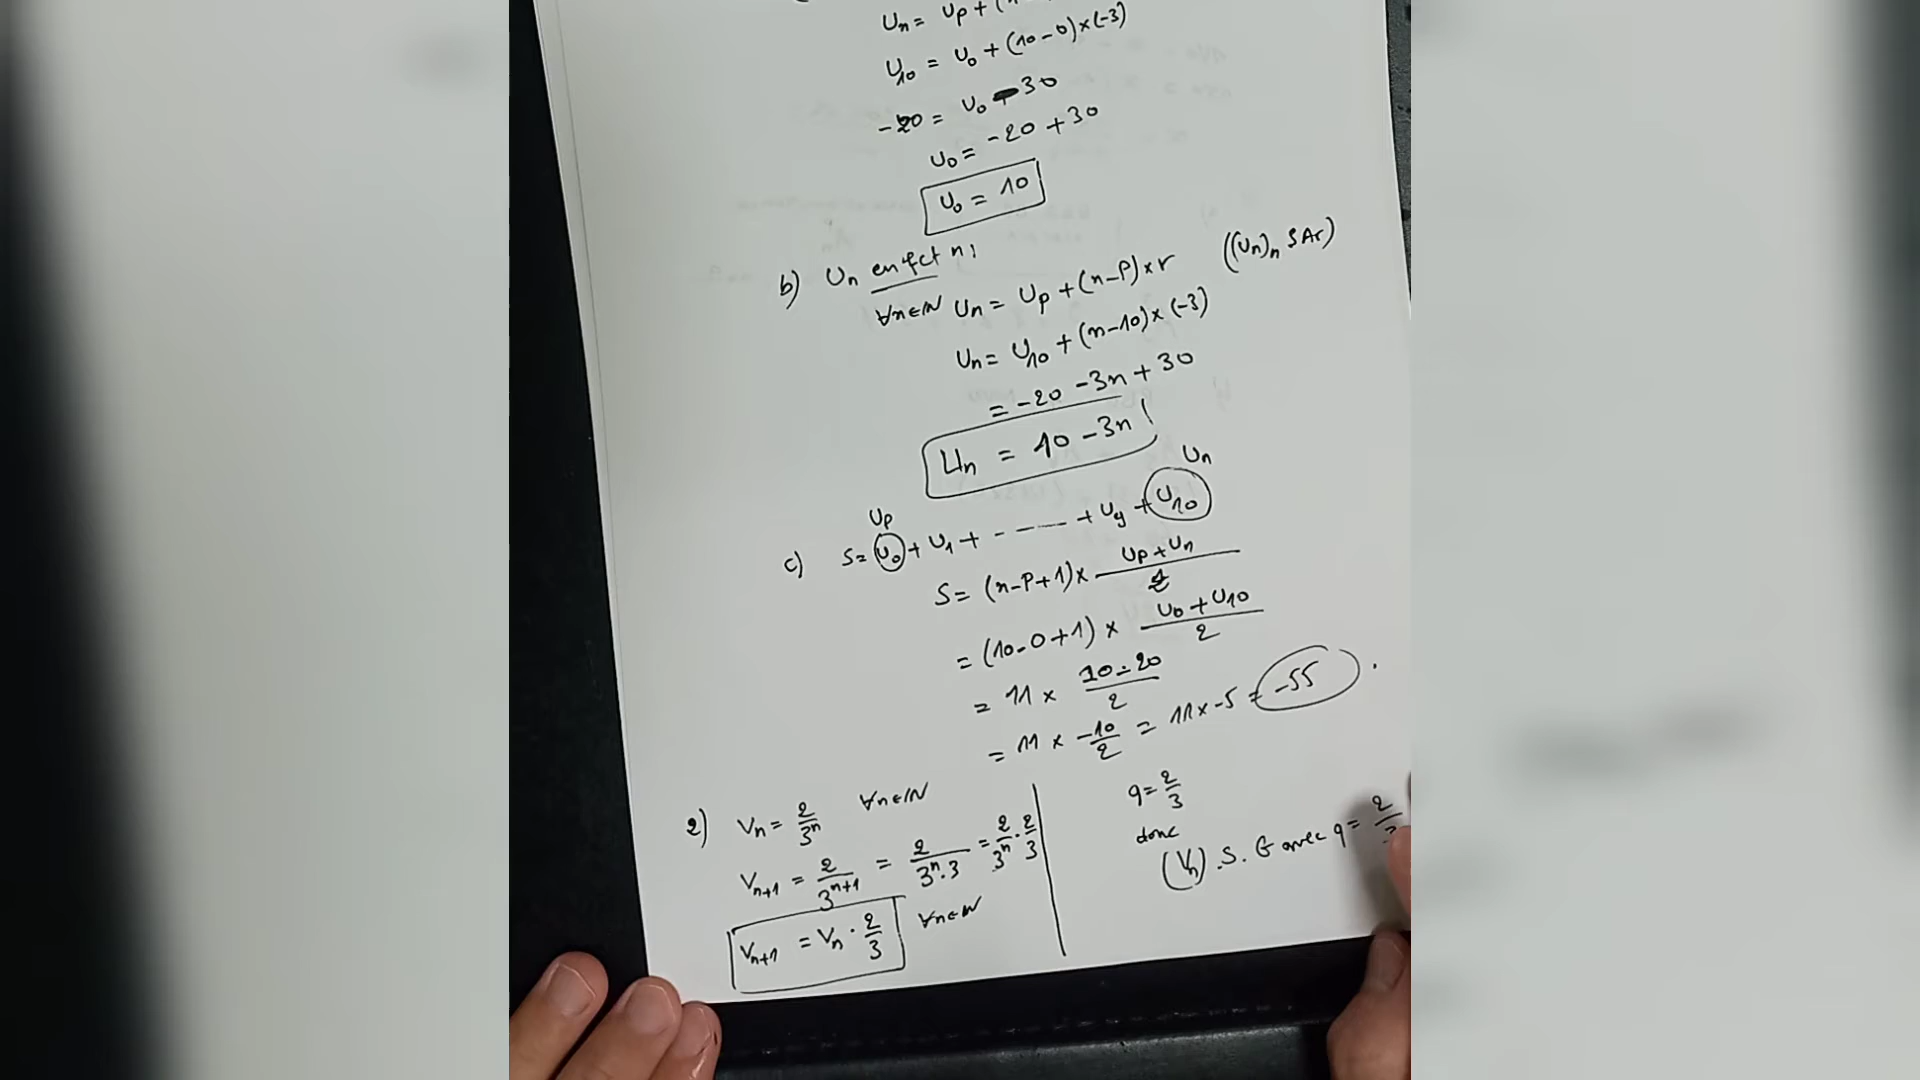 Un = Up + (
U10 = U0 + (10-0)×(-3)
-20 = U0 - 30
U0 = -20 + 30
U0 = 10
b) Un en fct n :
∀n∈IN Un = Up + (n-P)×r ((Un)n SAr)
Un = U10 + (n-10)×(-3)
= -20 - 3n + 30
Un = 10 - 3n
Up Un
c) S = U0 + U1 + - - - - - + U9 + U10
S = (n-P+1)× (Up + Un)/2
= (10-0+1) × (U0 + U10)/2
= 11 × (10-20)/2
= 11 × -10/2 = 11×-5 = -55 .
2) Vn = 2/3^n ∀n∈IN
Vn+1 = 2/3^(n+1) = 2/(3^n.3) = 2/3^n . 2/3
Vn+1 = Vn . 2/3 ∀n∈IN
q = 2/3
donc
(Vn) .S.G avec q = 2/